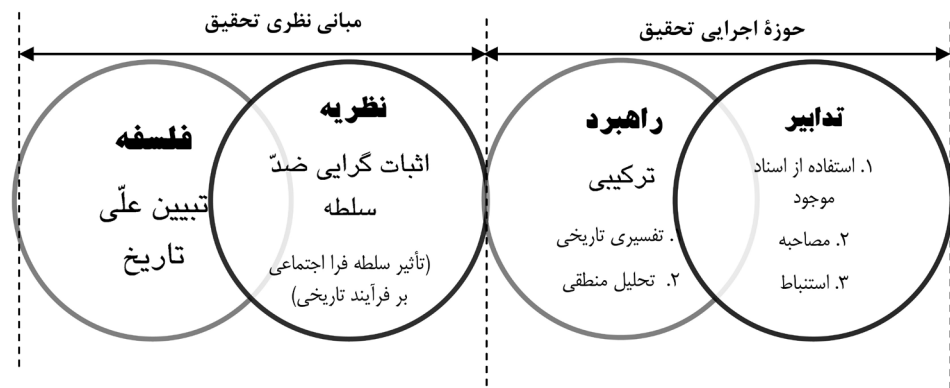 حوزۀ اجرایی تحقیق
مبانی نظری تحقیق
تدابیر
۱. استفاده از اسناد
موجود
۲. مصاحبه
۳. استنباط
راهبرد
ترکیبی
۱. تفسیری تاریخی
۲. تحلیل منطقی
نظریه
اثبات گرایی ضدّ
سلطه
(تأثیر سلطه فرا اجتماعی
بر فرآیند تاریخی)
فلسفه
تبیین علّی
تاریخ